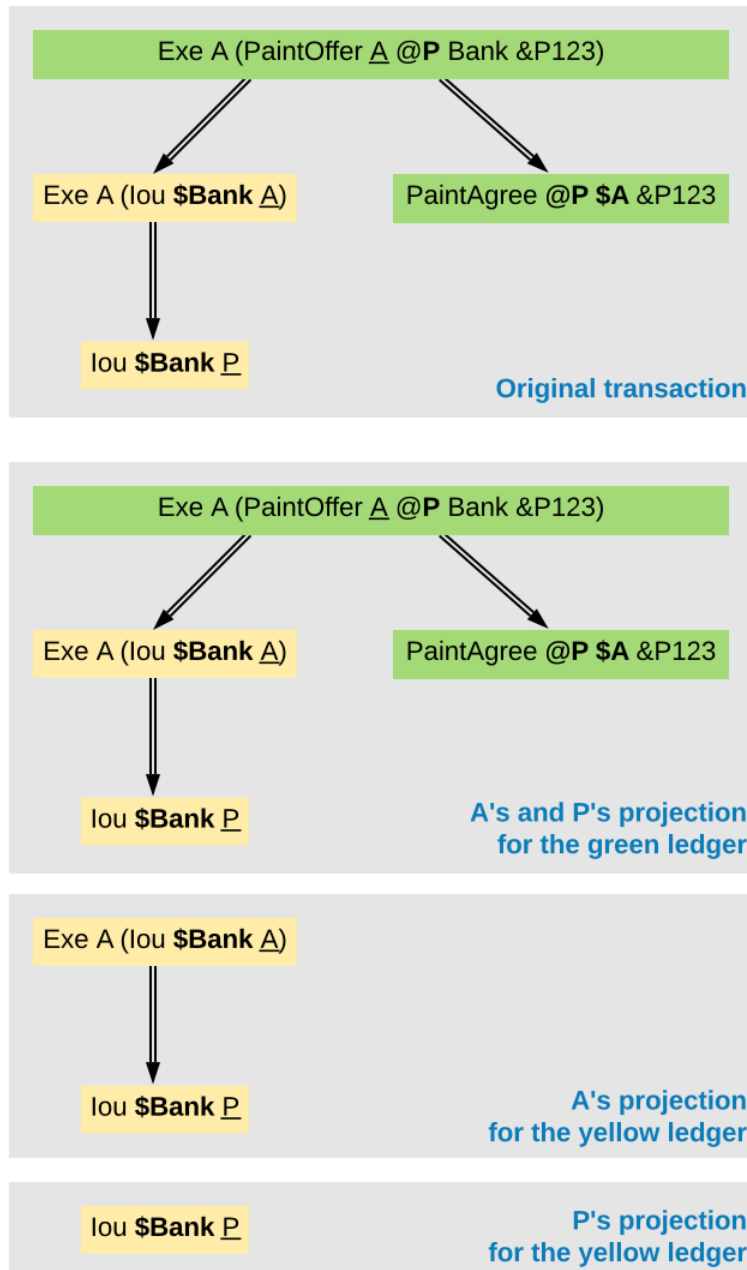 Exe A (PaintOffer A @P Bank &P123)
Exe A (Iou $Bank A)
PaintAgree @P $A &P123
Iou $Bank P
Original transaction
Exe A (PaintOffer A @P Bank &P123)
Exe A (Iou $Bank A)
PaintAgree @P $A &P123
Iou $Bank P
A's and P's projection
for the green ledger
Exe A (Iou $Bank A)
Iou $Bank P
A's projection
for the yellow ledger
Iou $Bank P
P's projection
for the yellow ledger